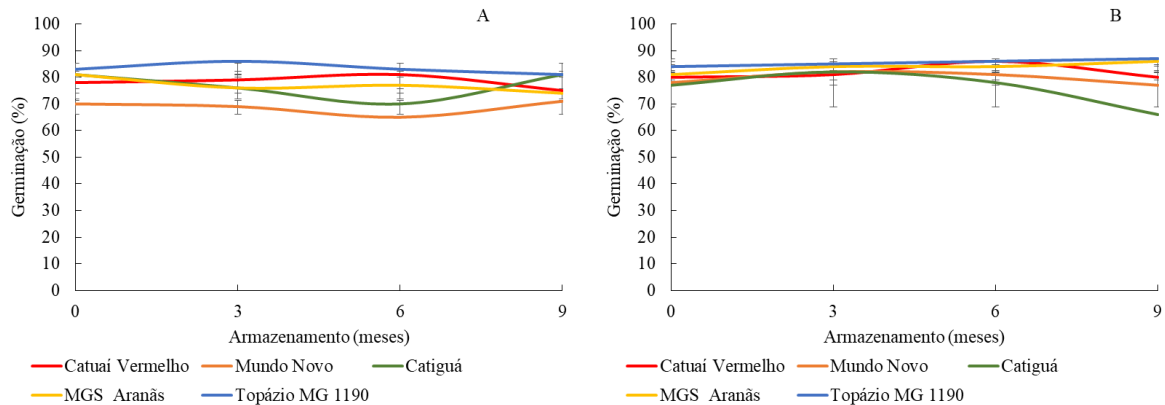 A
Germinação (%)
100
90
80
70
60
50
40
30
20
10
0
0 3 6 9
Armazenamento (meses)
Catuaí Vermelho Mundo Novo Catiguá
MGS Aranãs Topázio MG 1190
B
Germinação (%)
100
90
80
70
60
50
40
30
20
10
0
0 3 6 9
Armazenamento (meses)
Catuaí Vermelho Mundo Novo Catiguá
MGS Aranãs Topázio MG 1190